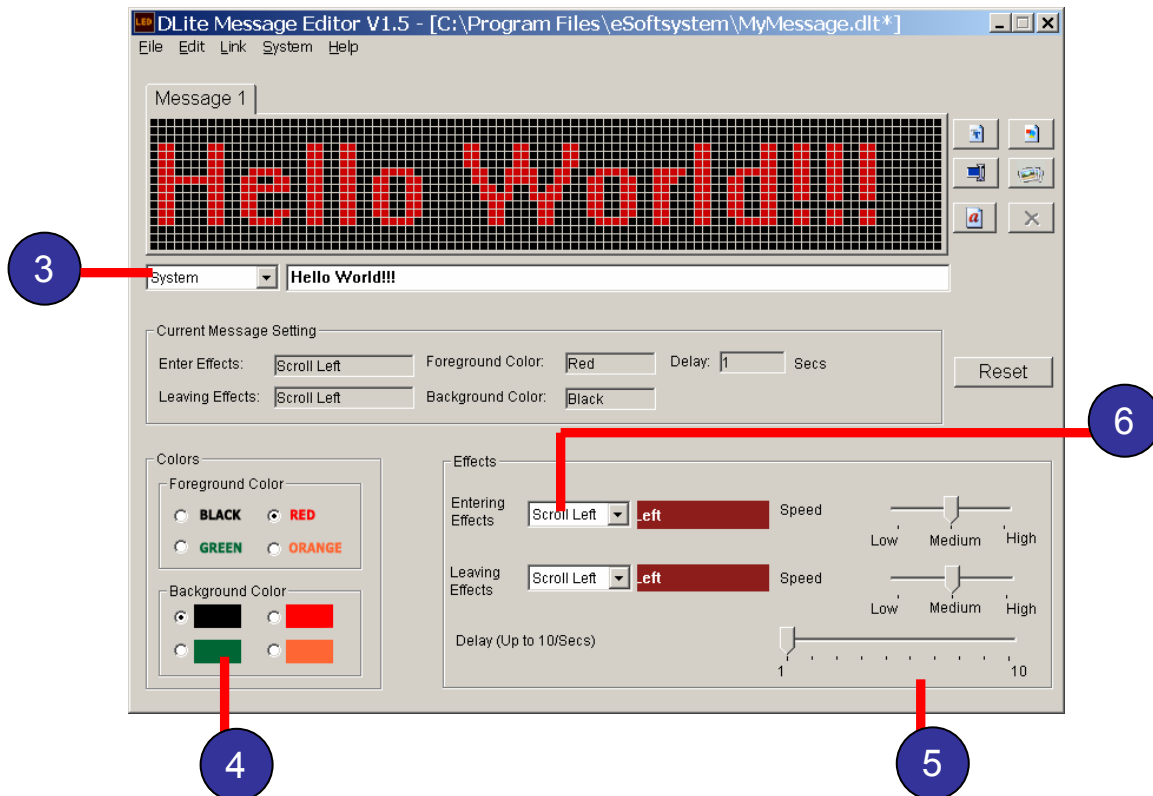 LED DLite Message Editor V1.5 - [C:\Program Files\eSoftsystem\MyMessage.dlt*]
File Edit Link System Help
Message 1
Hello World!!!
T
a
3
System Hello World!!!
Current Message Setting
Enter Effects: Scroll Left Foreground Color: Red Delay: 1 Secs
Leaving Effects: Scroll Left Background Color: Black
Reset
6
Colors
Foreground Color
BLACK RED
GREEN ORANGE
Background Color
Effects
Entering Effects Scroll Left Left Speed
Low Medium High
Leaving Effects Scroll Left Left Speed
Low Medium High
Delay (Up to 10/Secs)
1 10
4
5